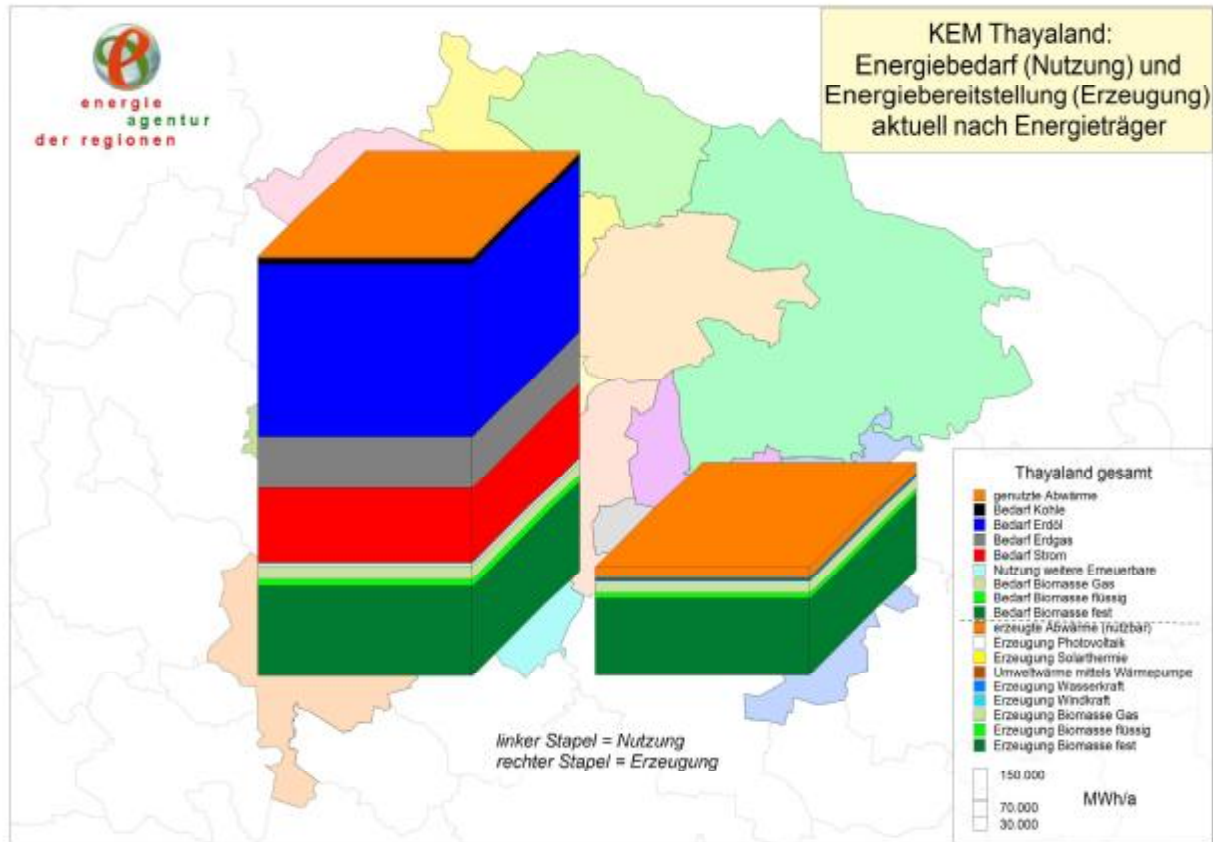 energie
agentur
der regionen
KEM Thayaland:
Energiebedarf (Nutzung) und
Energiebereitstellung (Erzeugung)
aktuell nach Energieträger
Thayaland gesamt
genutzte Abwärme
Bedarf Kohle
Bedarf Erdöl
Bedarf Erdgas
Bedarf Strom
Nutzung weitere Erneuerbare
Bedarf Biomasse Gas
Bedarf Biomasse flüssig
Bedarf Biomasse fest
erzeugte Abwärme (nutzbar)
Erzeugung Photovoltaik
Erzeugung Solarthermie
Umweltwärme mittels Wärmepumpe
Erzeugung Wasserkraft
Erzeugung Windkraft
Erzeugung Biomasse Gas
Erzeugung Biomasse flüssig
Erzeugung Biomasse fest
150.000
MWh/a
70.000
30.000
linker Stapel = Nutzung
rechter Stapel = Erzeugung